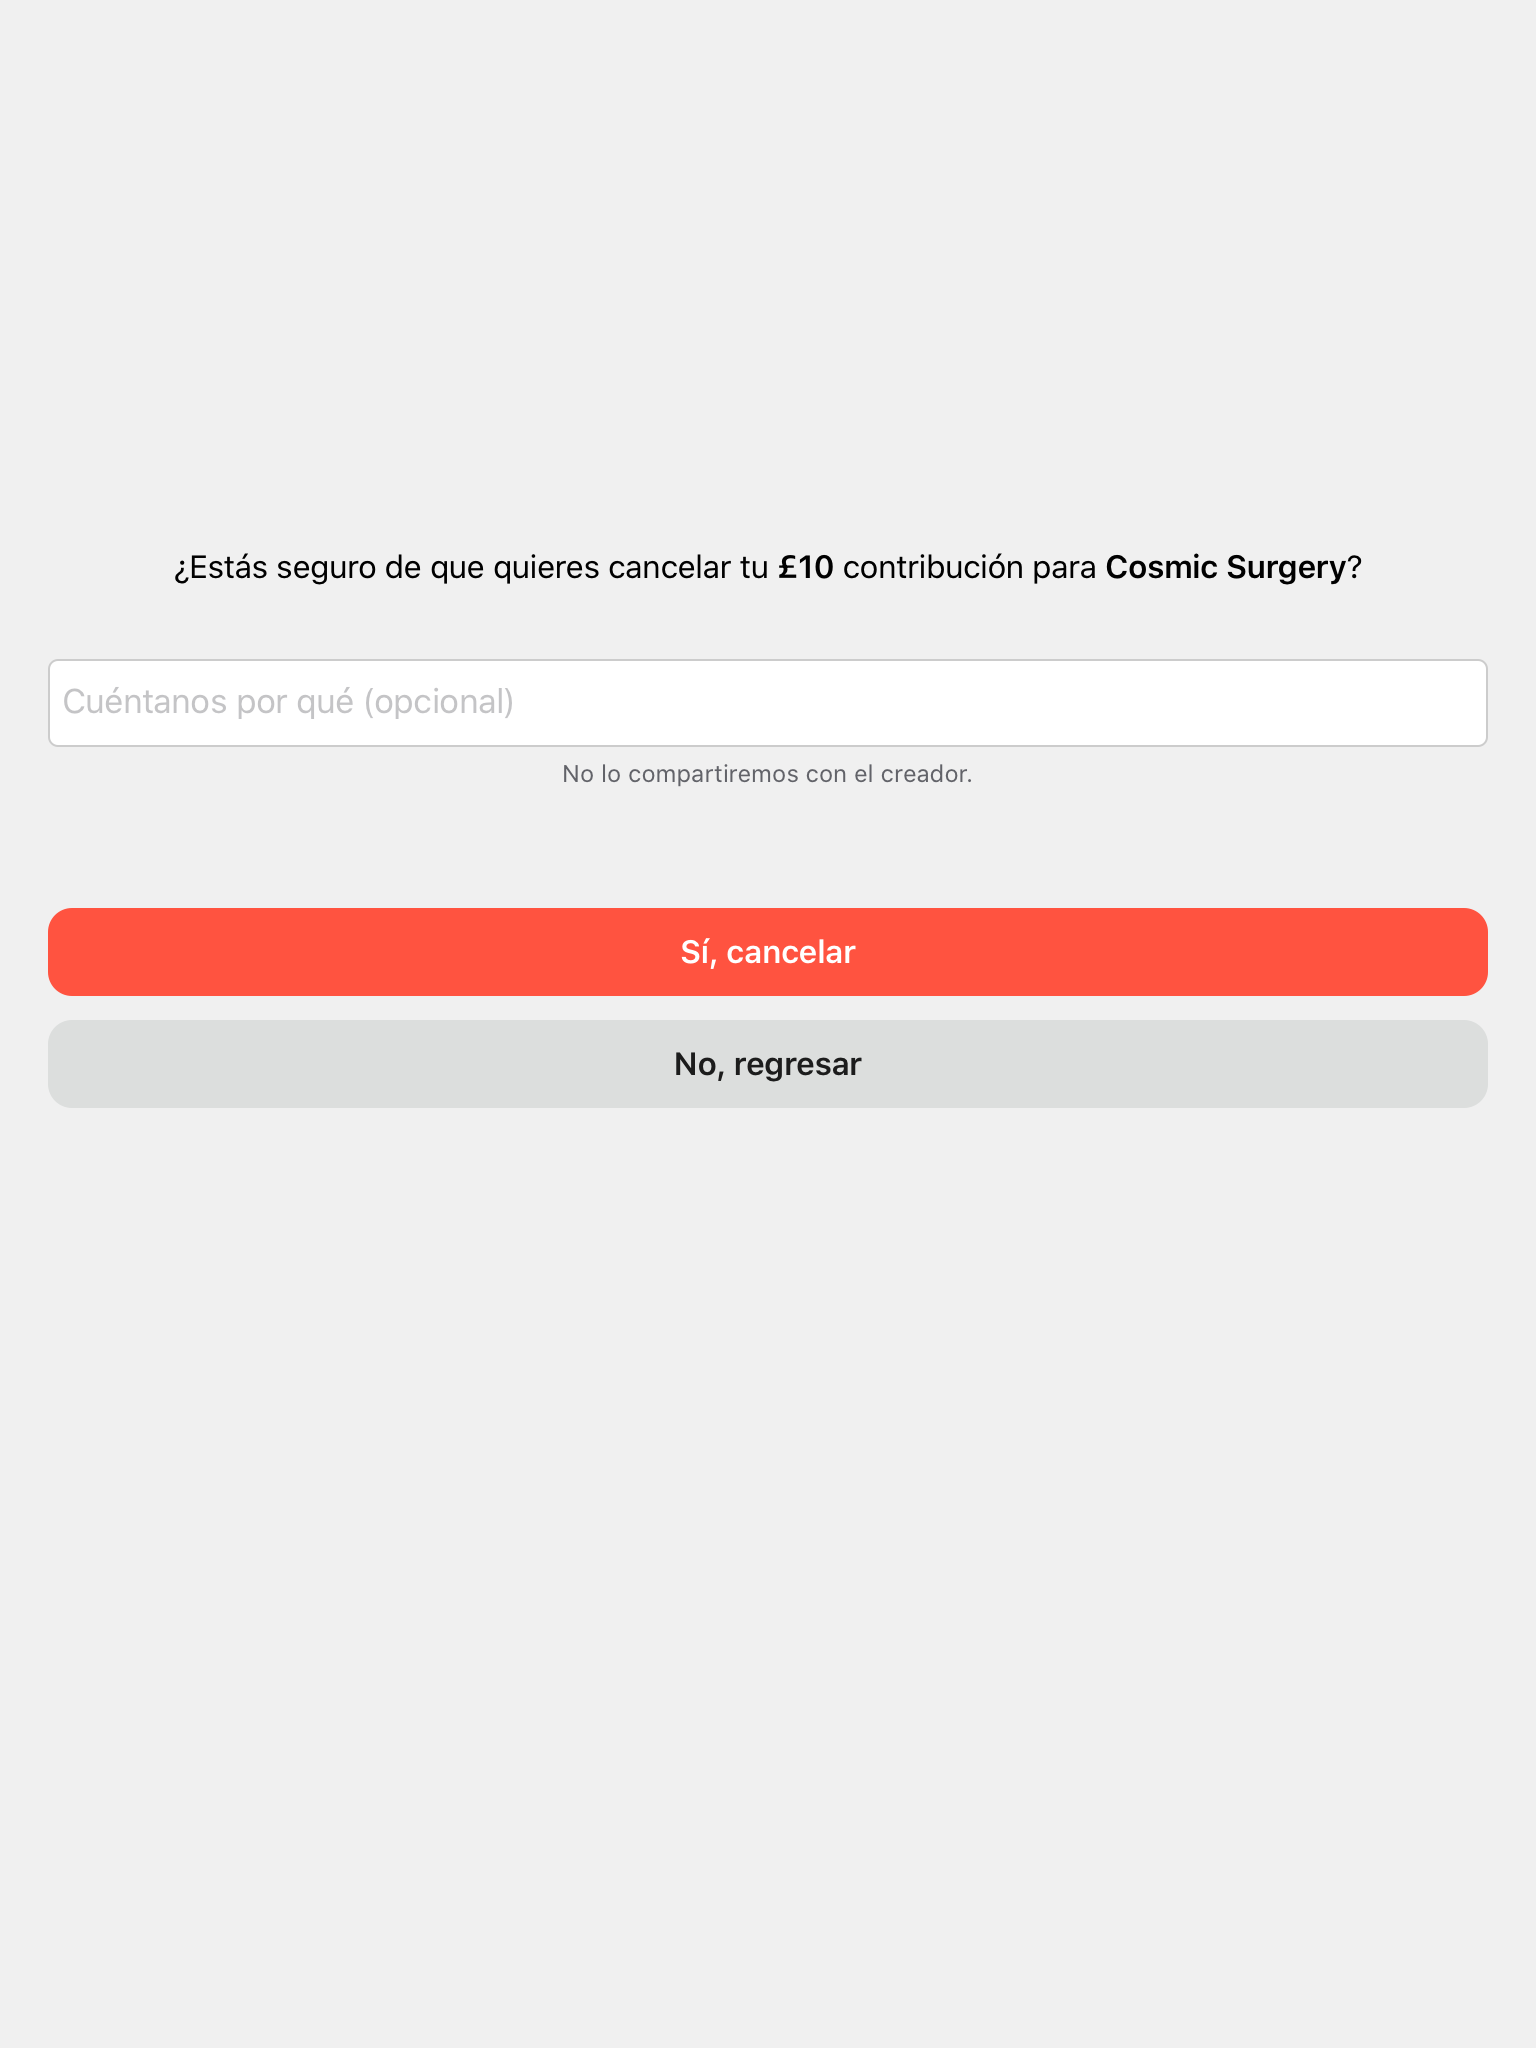 ¿Estás seguro de que quieres cancelar tu £10 contribución para Cosmic Surgery?
Cuéntanos por qué (opcional)
No lo compartiremos con el creador.
Sí, cancelar
No, regresar